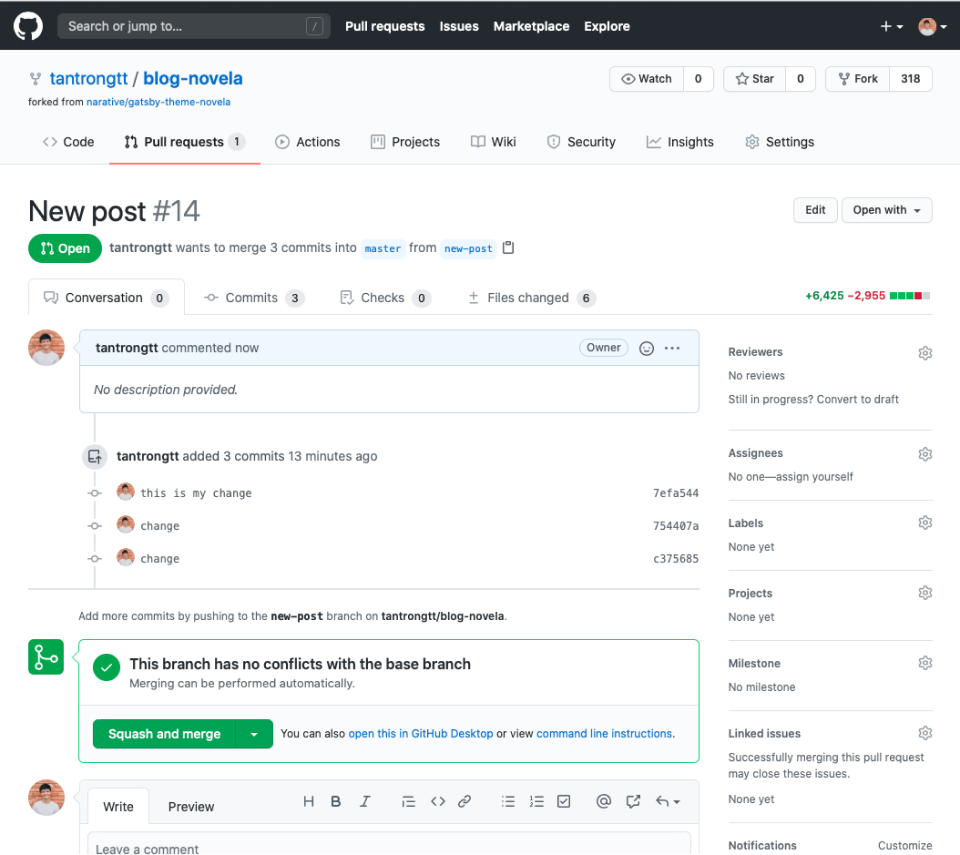 Search or jump to... /
Pull requests Issues Marketplace Explore
tantrongtt / blog-novela
forked from narative/gatsby-theme-novela
Watch 0 Star 0 Fork 318
Code Pull requests 1 Actions Projects Wiki Security Insights Settings
New post #14
Edit Open with
Open tantrongtt wants to merge 3 commits into master from new-post
Conversation 0 Commits 3 Checks 0 Files changed 6
+6,425 −2,955
tantrongtt commented now Owner
No description provided.
tantrongtt added 3 commits 13 minutes ago
this is my change 7efa544
change 754407a
change c375685
Add more commits by pushing to the new-post branch on tantrongtt/blog-novela.
This branch has no conflicts with the base branch
Merging can be performed automatically.
Squash and merge You can also open this in GitHub Desktop or view command line instructions.
Write Preview
Leave a comment
Reviewers
No reviews
Still in progress? Convert to draft
Assignees
No one—assign yourself
Labels
None yet
Projects
None yet
Milestone
No milestone
Linked issues
Successfully merging this pull request
may close these issues.
None yet
Notifications Customize